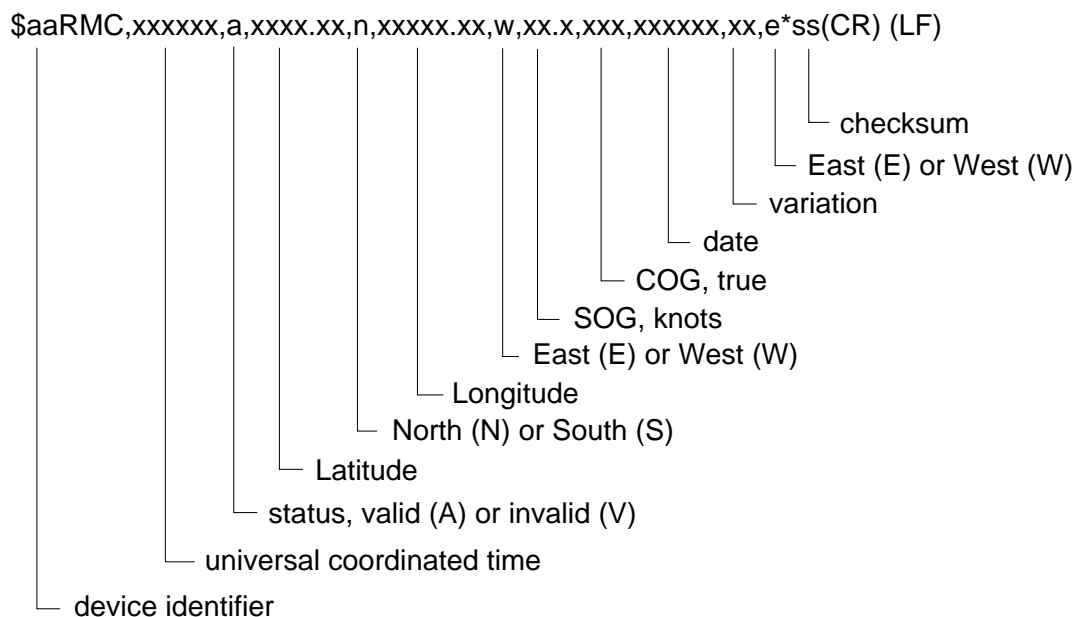 $aaRMC,xxxxxx,a,xxxx.xx,n,xxxxx.xx,w,xx.x,xxx,xxxxxx,xx,e*ss(CR) (LF)
checksum
East (E) or West (W)
variation
date
COG, true
SOG, knots
East (E) or West (W)
Longitude
North (N) or South (S)
Latitude
status, valid (A) or invalid (V)
universal coordinated time
device identifier